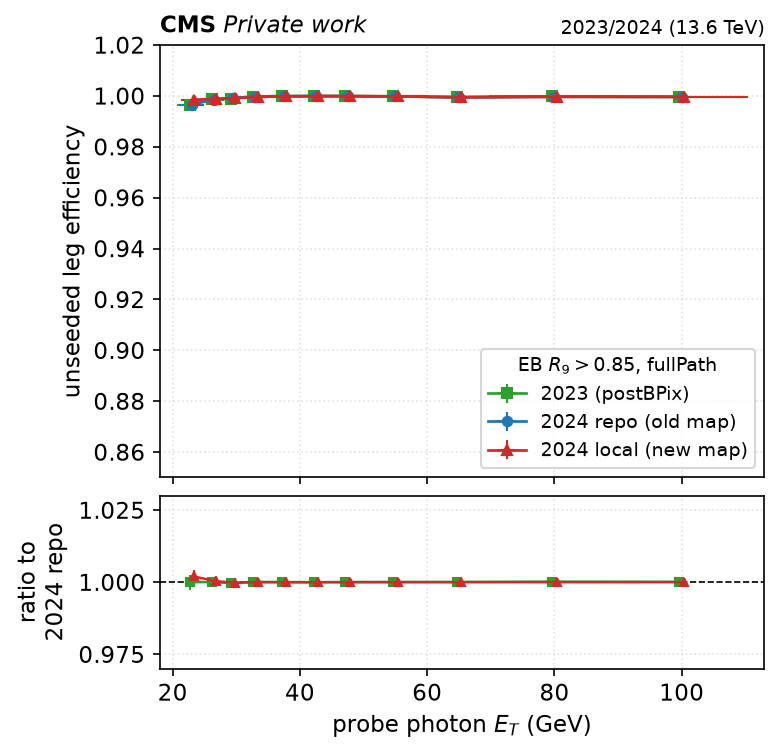 CMS Private work
2023/2024 (13.6 TeV)
unseeded leg efficiency
1.02
1.00
0.98
0.96
0.94
0.92
0.90
0.88
0.86
EB R₉ > 0.85, fullPath
2023 (postBPix)
2024 repo (old map)
2024 local (new map)
ratio to
2024 repo
1.025
1.000
0.975
20 40 60 80 100
probe photon E_T (GeV)